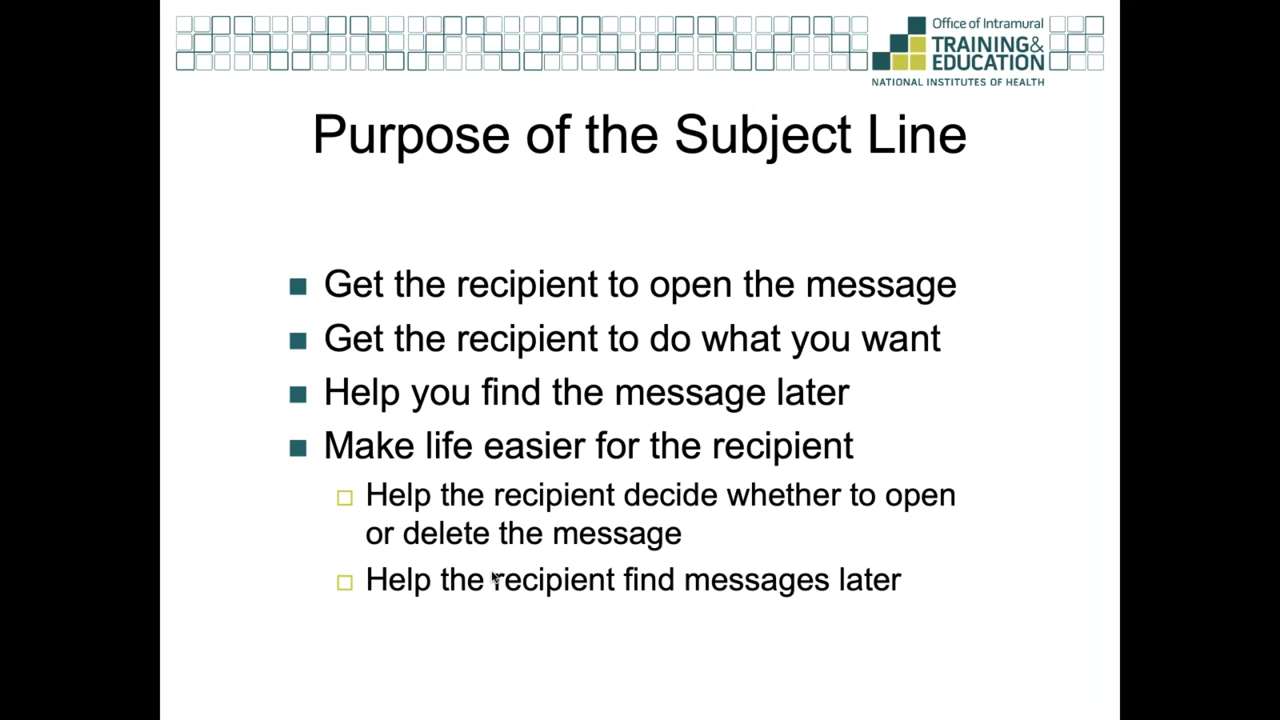 Office of Intramural
TRAINING&
EDUCATION
NATIONAL INSTITUTES OF HEALTH
Purpose of the Subject Line
Get the recipient to open the message
Get the recipient to do what you want
Help you find the message later
Make life easier for the recipient
Help the recipient decide whether to open
or delete the message
Help the recipient find messages later